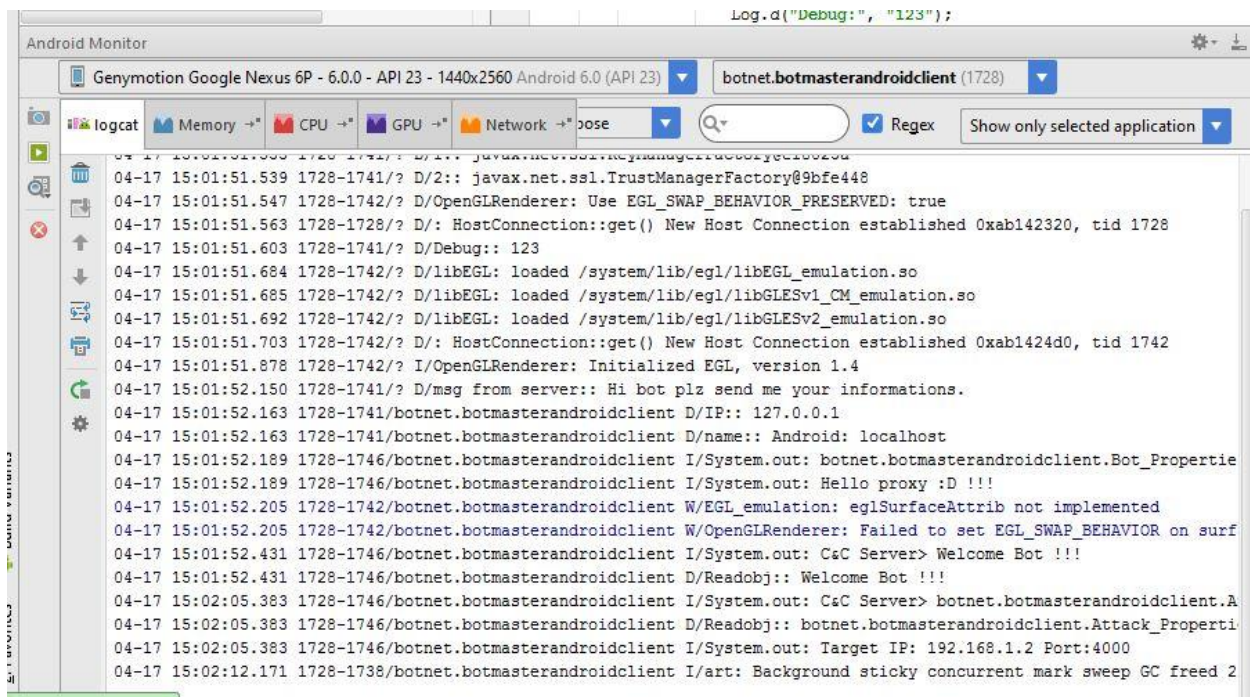 Log.d("Debug:", "123");
Android Monitor
Genymotion Google Nexus 6P - 6.0.0 - API 23 - 1440x2560 Android 6.0 (API 23) botnet.botmasterandroidclient (1728)
logcat Memory CPU GPU Network Regex Show only selected application
04-17 15:01:51.539 1728-1741/? D/2:: javax.net.ssl.TrustManagerFactory@9bfe448
04-17 15:01:51.547 1728-1742/? D/OpenGLRenderer: Use EGL_SWAP_BEHAVIOR_PRESERVED: true
04-17 15:01:51.563 1728-1728/? D/: HostConnection::get() New Host Connection established 0xab142320, tid 1728
04-17 15:01:51.603 1728-1741/? D/Debug:: 123
04-17 15:01:51.684 1728-1742/? D/libEGL: loaded /system/lib/egl/libEGL_emulation.so
04-17 15:01:51.685 1728-1742/? D/libEGL: loaded /system/lib/egl/libGLESv1_CM_emulation.so
04-17 15:01:51.692 1728-1742/? D/libEGL: loaded /system/lib/egl/libGLESv2_emulation.so
04-17 15:01:51.703 1728-1742/? D/: HostConnection::get() New Host Connection established 0xab1424d0, tid 1742
04-17 15:01:51.878 1728-1742/? I/OpenGLRenderer: Initialized EGL, version 1.4
04-17 15:01:52.150 1728-1741/? D/msg from server:: Hi bot plz send me your informations.
04-17 15:01:52.163 1728-1741/botnet.botmasterandroidclient D/IP:: 127.0.0.1
04-17 15:01:52.163 1728-1741/botnet.botmasterandroidclient D/name:: Android: localhost
04-17 15:01:52.189 1728-1746/botnet.botmasterandroidclient I/System.out: botnet.botmasterandroidclient.Bot_Propertie
04-17 15:01:52.189 1728-1746/botnet.botmasterandroidclient I/System.out: Hello proxy :D !!!
04-17 15:01:52.205 1728-1742/botnet.botmasterandroidclient W/EGL_emulation: eglSurfaceAttrib not implemented
04-17 15:01:52.205 1728-1742/botnet.botmasterandroidclient W/OpenGLRenderer: Failed to set EGL_SWAP_BEHAVIOR on surf
04-17 15:01:52.431 1728-1746/botnet.botmasterandroidclient I/System.out: C&C Server> Welcome Bot !!!
04-17 15:01:52.431 1728-1746/botnet.botmasterandroidclient D/Readobj:: Welcome Bot !!!
04-17 15:02:05.383 1728-1746/botnet.botmasterandroidclient I/System.out: C&C Server> botnet.botmasterandroidclient.A
04-17 15:02:05.383 1728-1746/botnet.botmasterandroidclient D/Readobj:: botnet.botmasterandroidclient.Attack_Properti
04-17 15:02:05.383 1728-1746/botnet.botmasterandroidclient I/System.out: Target IP: 192.168.1.2 Port:4000
04-17 15:02:12.171 1728-1738/botnet.botmasterandroidclient I/art: Background sticky concurrent mark sweep GC freed 2